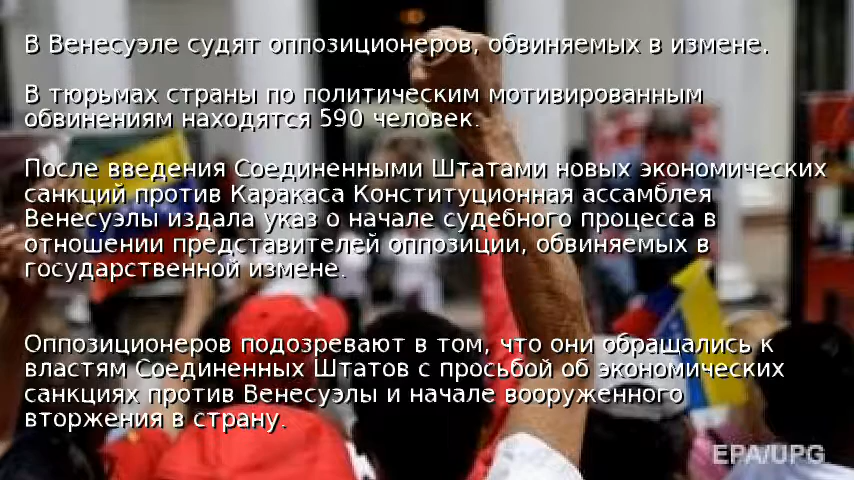 В Венесуэле судят оппозиционеров, обвиняемых в измене.
В тюрьмах страны по политическим мотивированным
обвинениям находятся 590 человек.
После введения Соединенными Штатами новых экономических
санкций против Каракаса Конституционная ассамблея
Венесуэлы издала указ о начале судебного процесса в
отношении представителей оппозиции, обвиняемых в
государственной измене.
Оппозиционеров подозревают в том, что они обращались к
властям Соединенных Штатов с просьбой об экономических
санкциях против Венесуэлы и начале вооруженного
вторжения в страну.
EPA/UPG